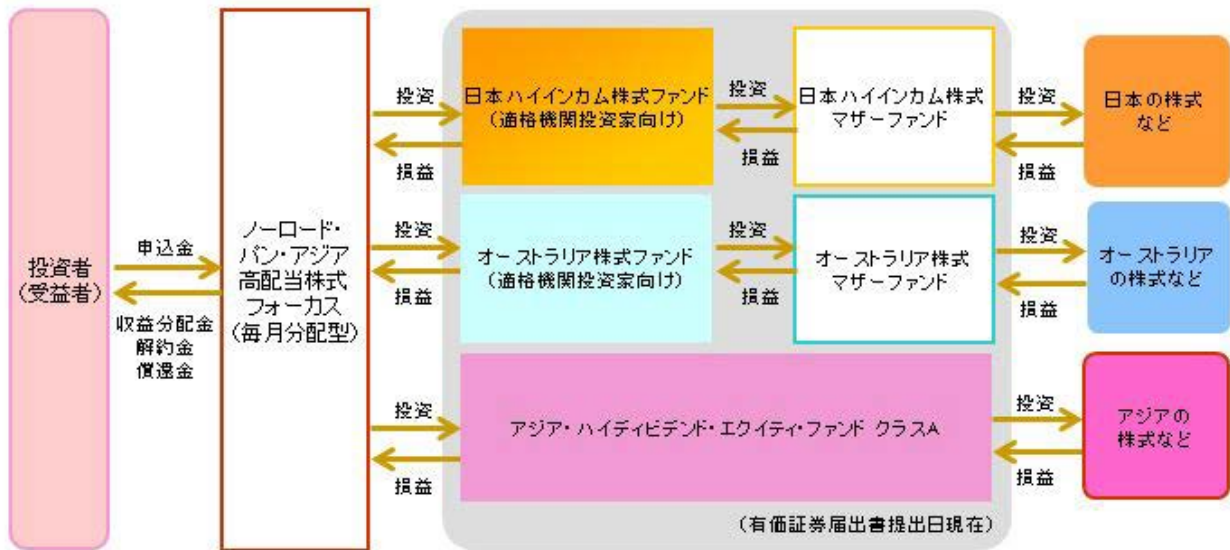 投資者
(受益者)
申込金
収益分配金
解約金
償還金
ノーロード・
パン・アジア
高配当株式
フォーカス
(毎月分配型)
投資
損益
日本ハイインカム株式ファンド
(適格機関投資家向け)
投資
損益
日本ハイインカム株式
マザーファンド
投資
損益
日本の株式
など
投資
損益
オーストラリア株式ファンド
(適格機関投資家向け)
投資
損益
オーストラリア株式
マザーファンド
投資
損益
オーストラリア
の株式など
投資
損益
アジア・ハイディビデンド・エクイティ・ファンド クラスA
投資
損益
アジアの
株式など
(有価証券届出書提出日現在)